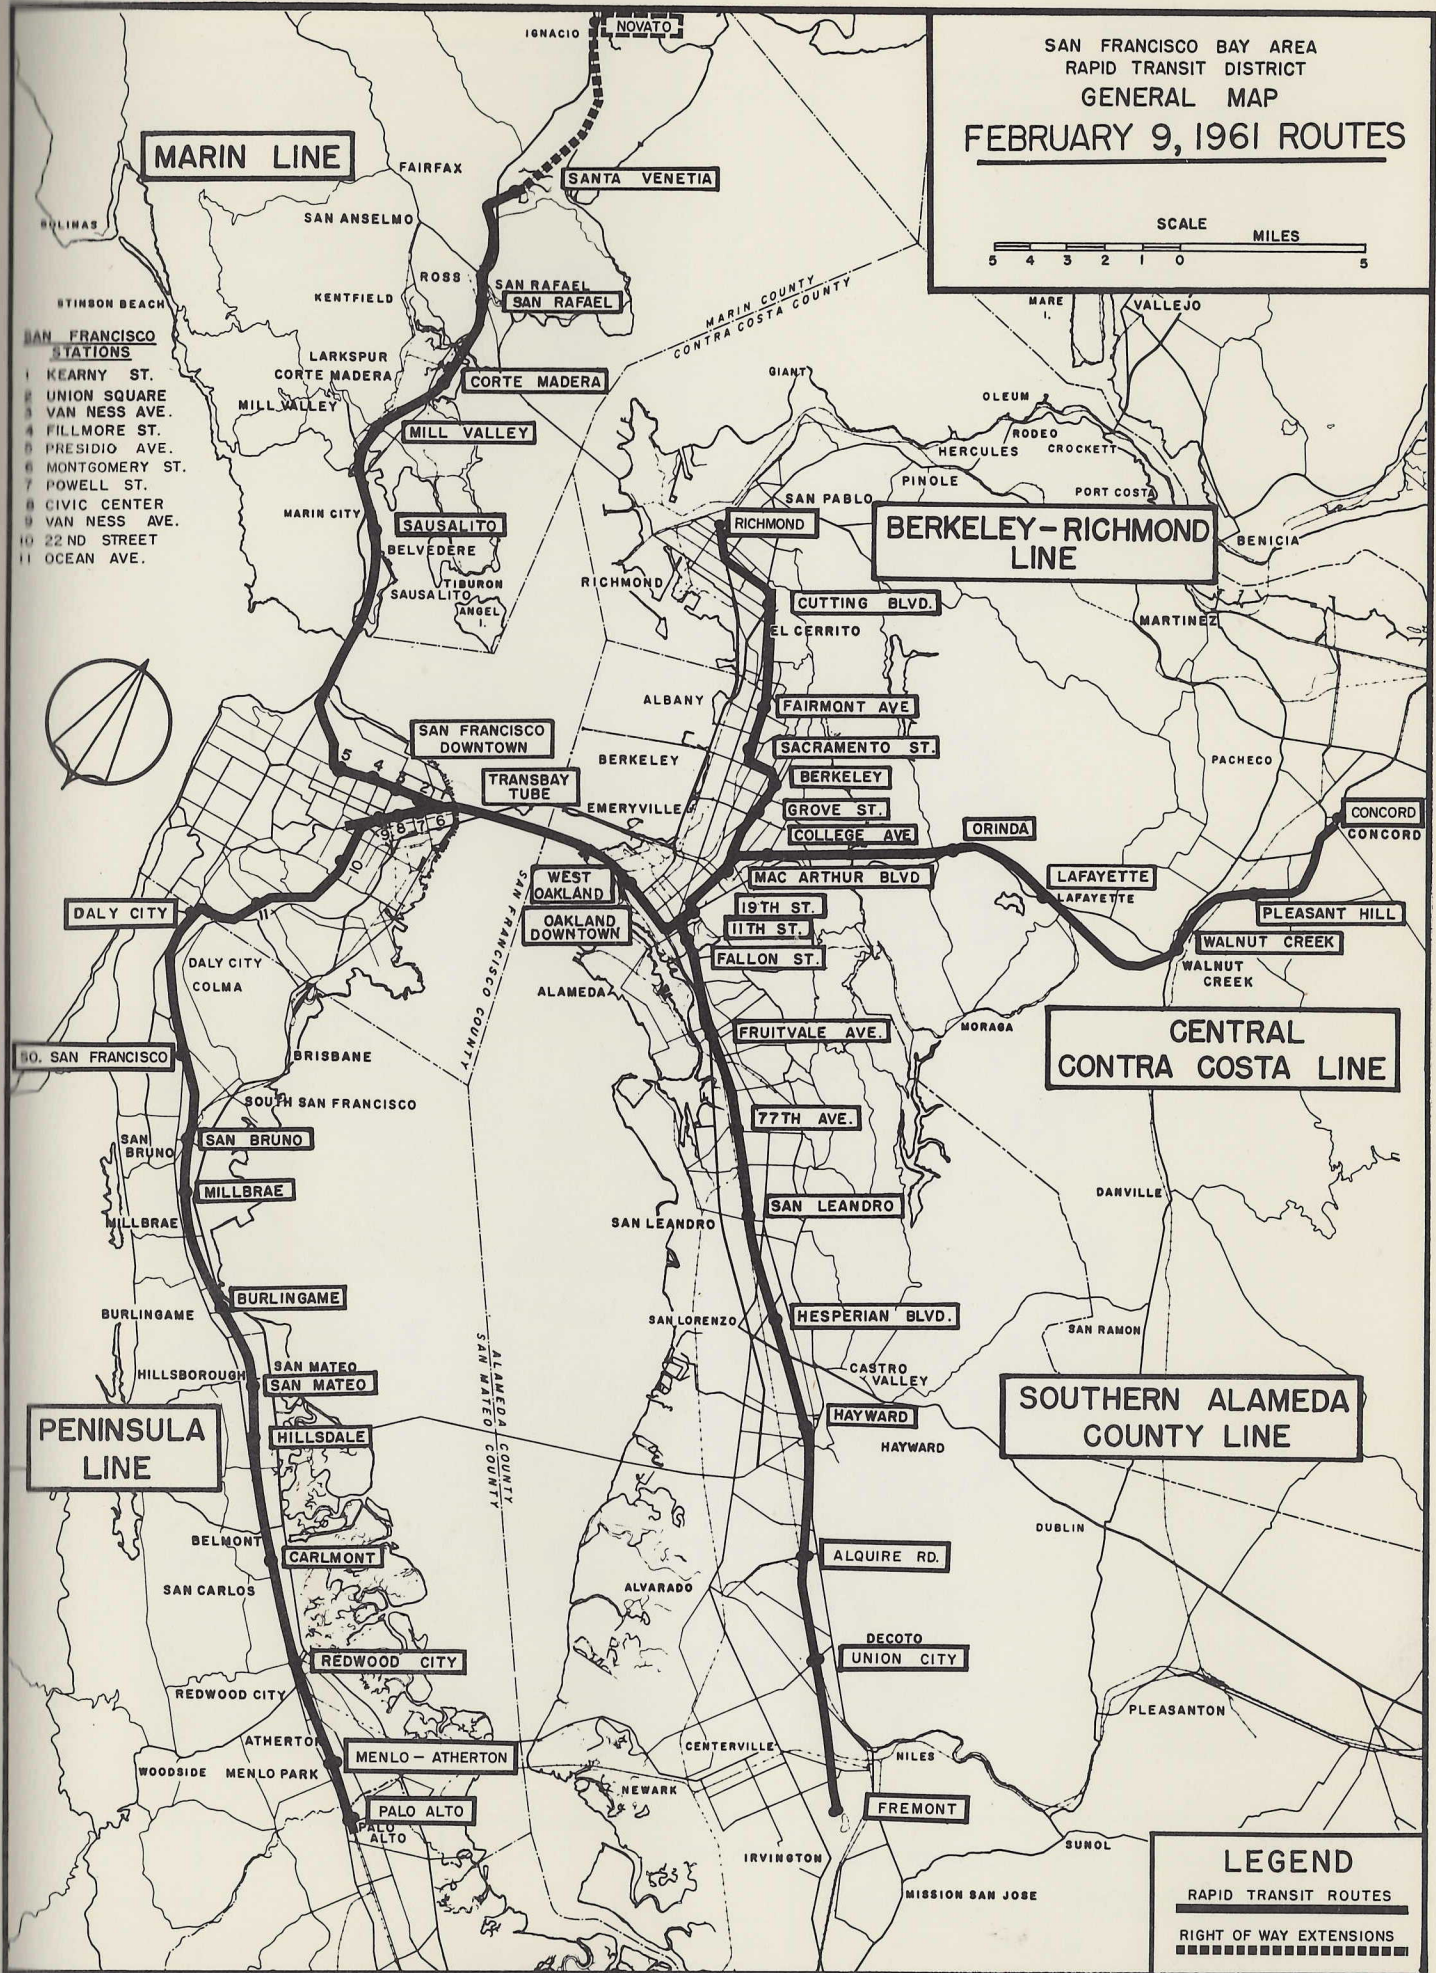 SAN FRANCISCO BAY AREA
RAPID TRANSIT DISTRICT
GENERAL MAP
FEBRUARY 9, 1961 ROUTES
SCALE
MILES
5 4 3 2 1 0 5
IGNACIO
NOVATO
MARIN LINE
FAIRFAX
SANTA VENETIA
SAN ANSELMO
BOLINAS
ROSS
SAN RAFAEL
SAN RAFAEL
KENTFIELD
STINSON BEACH
MARIN COUNTY
CONTRA COSTA COUNTY
MARE
I.
VALLEJO
SAN FRANCISCO
STATIONS
1 KEARNY ST.
2 UNION SQUARE
3 VAN NESS AVE.
4 FILLMORE ST.
5 PRESIDIO AVE.
6 MONTGOMERY ST.
7 POWELL ST.
8 CIVIC CENTER
9 VAN NESS AVE.
10 22ND STREET
11 OCEAN AVE.
LARKSPUR
CORTE MADERA
CORTE MADERA
MILL VALLEY
MILL VALLEY
GIANT
OLEUM
RODEO
HERCULES
CROCKETT
PINOLE
PORT COSTA
SAN PABLO
MARIN CITY
SAUSALITO
BELVEDERE
TIBURON
SAUSALITO
ANGEL
I.
RICHMOND
RICHMOND
BERKELEY-RICHMOND
LINE
BENICIA
CUTTING BLVD.
EL CERRITO
MARTINEZ
ALBANY
FAIRMONT AVE
SAN FRANCISCO
DOWNTOWN
SACRAMENTO ST.
BERKELEY
BERKELEY
PACHECO
TRANSBAY
TUBE
EMERYVILLE
GROVE ST.
COLLEGE AVE
ORINDA
CONCORD
CONCORD
5 4 3 2 1
9 8 7 6
10
11
WEST
OAKLAND
MAC ARTHUR BLVD
LAFAYETTE
LAFAYETTE
DALY CITY
OAKLAND
DOWNTOWN
19TH ST.
11TH ST.
FALLON ST.
PLEASANT HILL
WALNUT CREEK
WALNUT
CREEK
DALY CITY
COLMA
SAN FRANCISCO COUNTY
ALAMEDA
FRUITVALE AVE.
MORAGA
CENTRAL
CONTRA COSTA LINE
SO. SAN FRANCISCO
BRISBANE
SOUTH SAN FRANCISCO
77TH AVE.
SAN
BRUNO
SAN BRUNO
MILLBRAE
MILLBRAE
SAN LEANDRO
SAN LEANDRO
DANVILLE
BURLINGAME
BURLINGAME
SAN LORENZO
HESPERIAN BLVD.
SAN RAMON
HILLSBOROUGH
SAN MATEO
SAN MATEO
ALAMEDA COUNTY
SAN MATEO COUNTY
CASTRO
VALLEY
SOUTHERN ALAMEDA
COUNTY LINE
PENINSULA
LINE
HILLSDALE
HAYWARD
HAYWARD
BELMONT
CARLMONT
SAN CARLOS
ALQUIRE RD.
DUBLIN
ALVARADO
DECOTO
UNION CITY
REDWOOD CITY
REDWOOD CITY
PLEASANTON
ATHERTON
MENLO-ATHERTON
WOODSIDE
MENLO PARK
CENTERVILLE
NILES
NEWARK
PALO ALTO
PALO
ALTO
FREMONT
SUNOL
IRVINGTON
MISSION SAN JOSE
LEGEND
RAPID TRANSIT ROUTES
RIGHT OF WAY EXTENSIONS